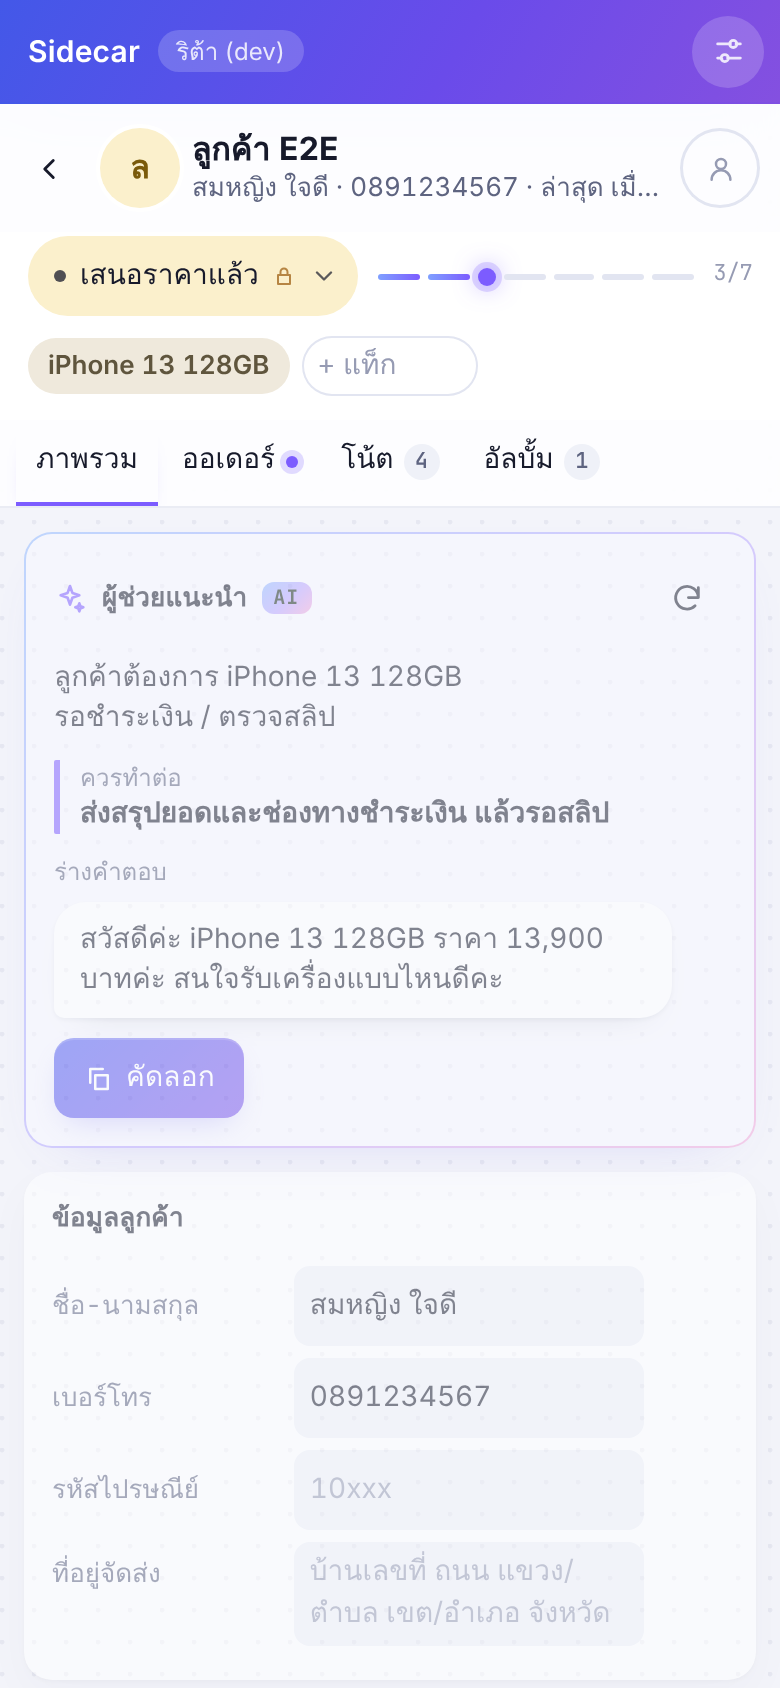 Sidecar ริต้า (dev)
ล
ลูกค้า E2E
สมหญิง ใจดี · 0891234567 · ล่าสุด เมื่...
เสนอราคาแล้ว
3/7
iPhone 13 128GB
+ แท็ก
ภาพรวม ออเดอร์ โน้ต 4 อัลบั้ม 1
ผู้ช่วยแนะนำ AI
ลูกค้าต้องการ iPhone 13 128GB
รอชำระเงิน / ตรวจสลิป
ควรทำต่อ
ส่งสรุปยอดและช่องทางชำระเงิน แล้วรอสลิป
ร่างคำตอบ
สวัสดีค่ะ iPhone 13 128GB ราคา 13,900
บาทค่ะ สนใจรับเครื่องแบบไหนดีคะ
คัดลอก
ข้อมูลลูกค้า
ชื่อ-นามสกุล สมหญิง ใจดี
เบอร์โทร 0891234567
รหัสไปรษณีย์ 10xxx
ที่อยู่จัดส่ง บ้านเลขที่ ถนน แขวง/
ตำบล เขต/อำเภอ จังหวัด